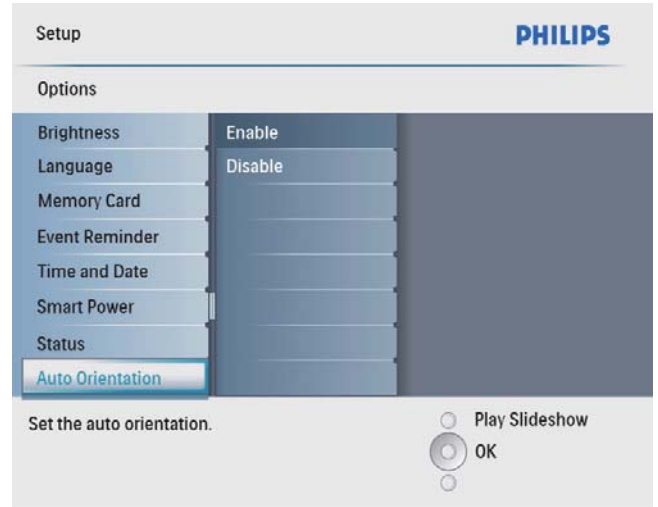 Setup
PHILIPS
Options
Brightness
Language
Memory Card
Event Reminder
Time and Date
Smart Power
Status
Auto Orientation
Enable
Disable
Set the auto orientation.
Play Slideshow
OK